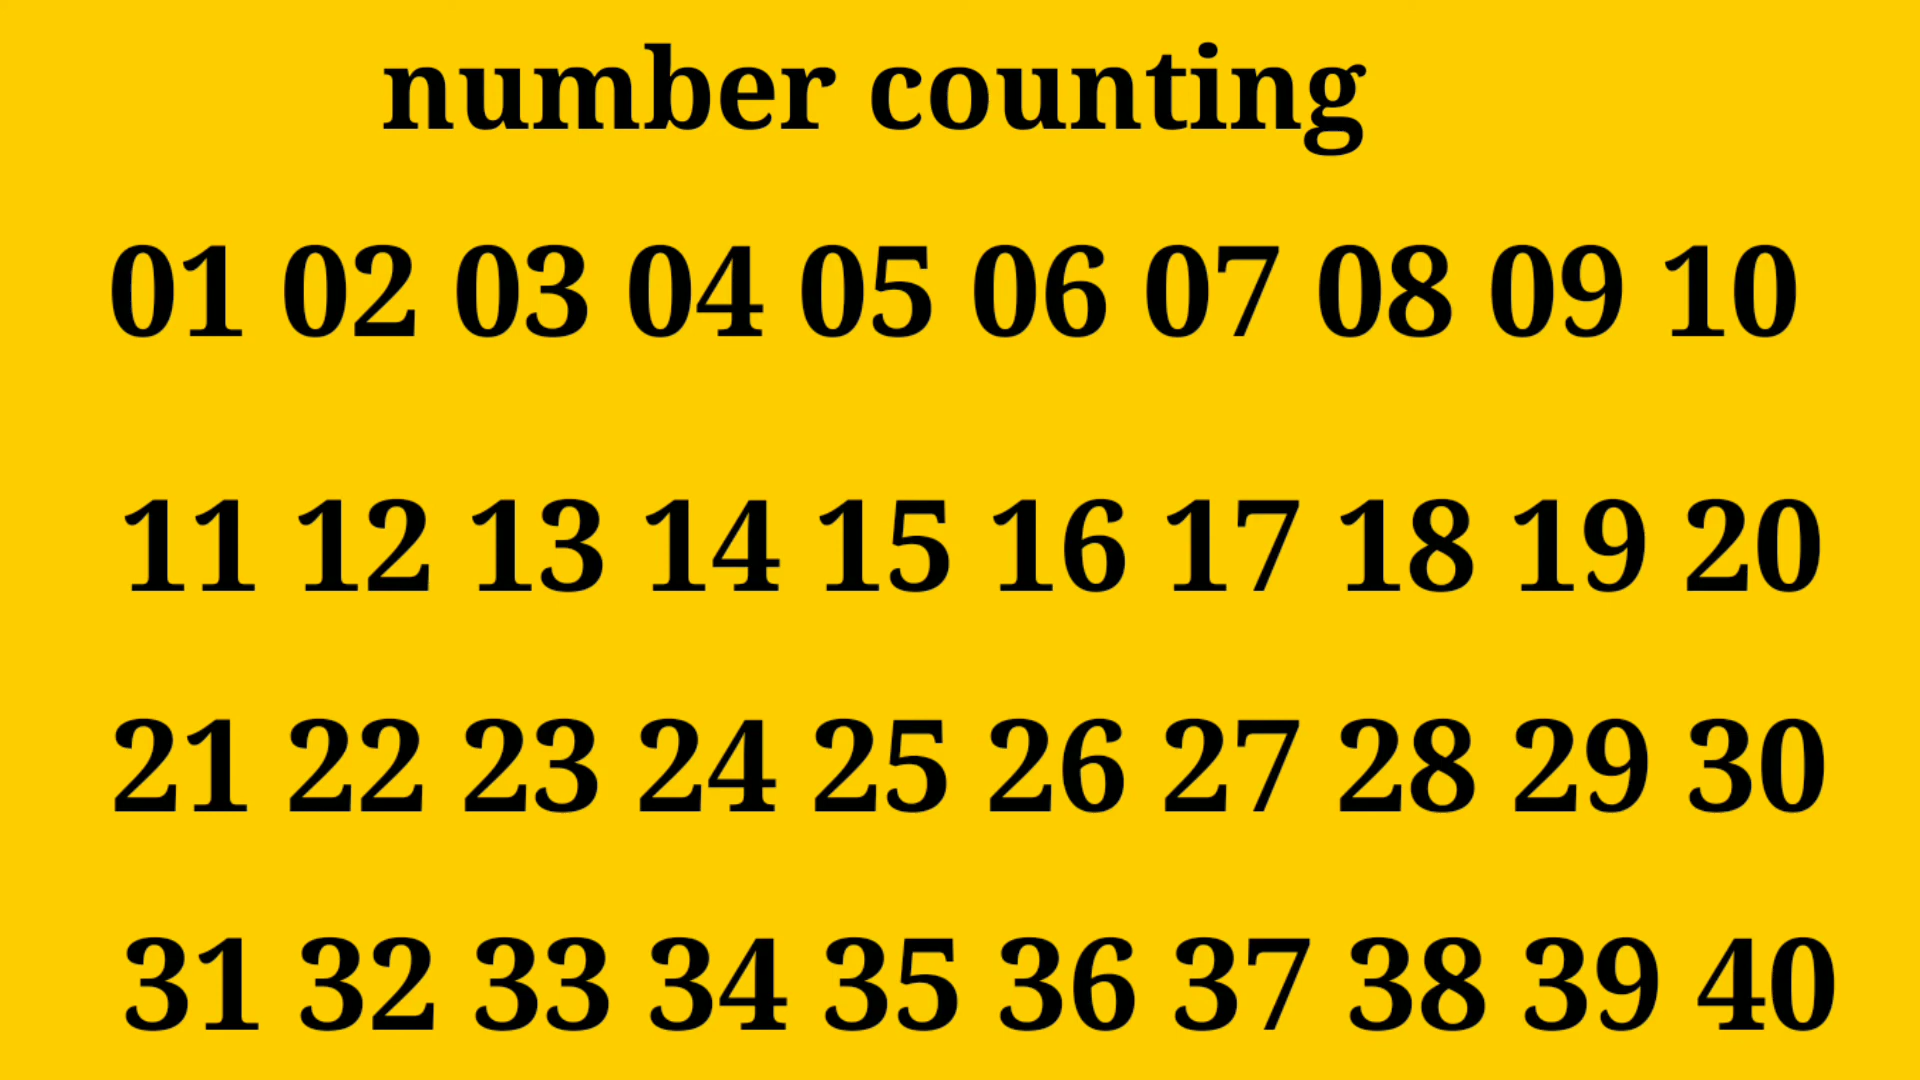 number counting
01 02 03 04 05 06 07 08 09 10
11 12 13 14 15 16 17 18 19 20
21 22 23 24 25 26 27 28 29 30
31 32 33 34 35 36 37 38 39 40